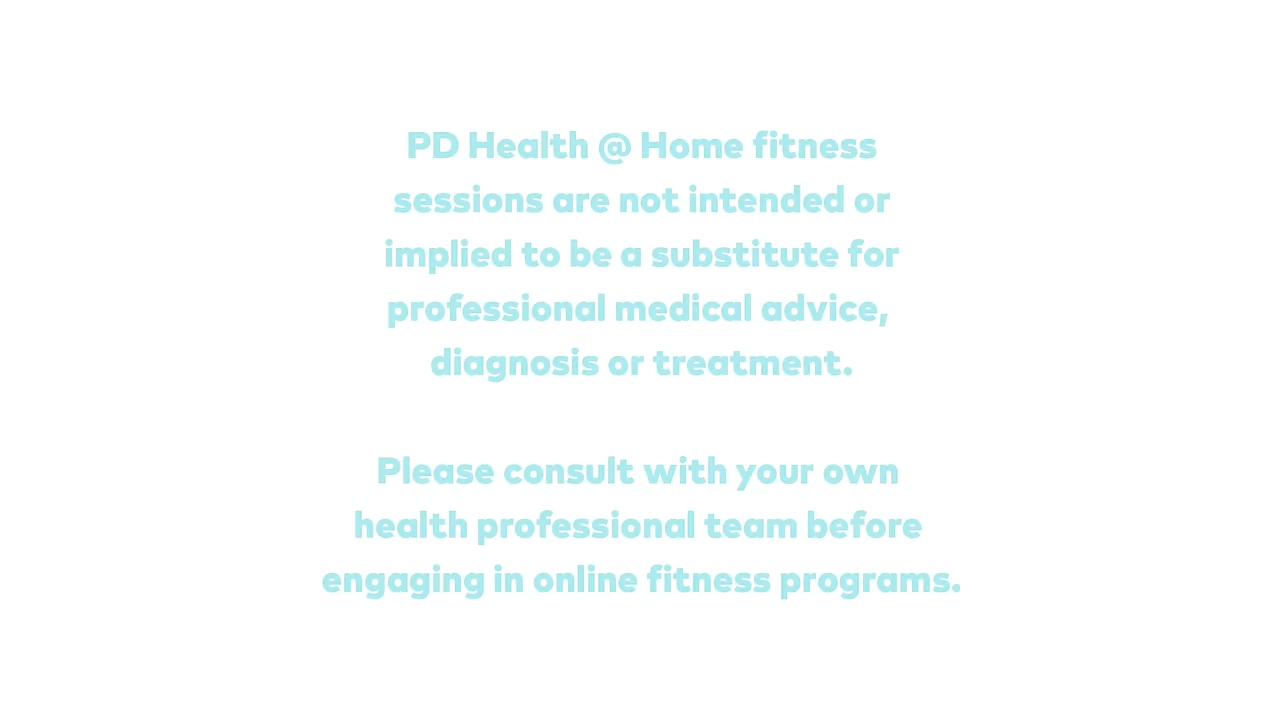 PD Health @ Home fitness
sessions are not intended or
implied to be a substitute for
professional medical advice,
diagnosis or treatment.
Please consult with your own
health professional team before
engaging in online fitness programs.